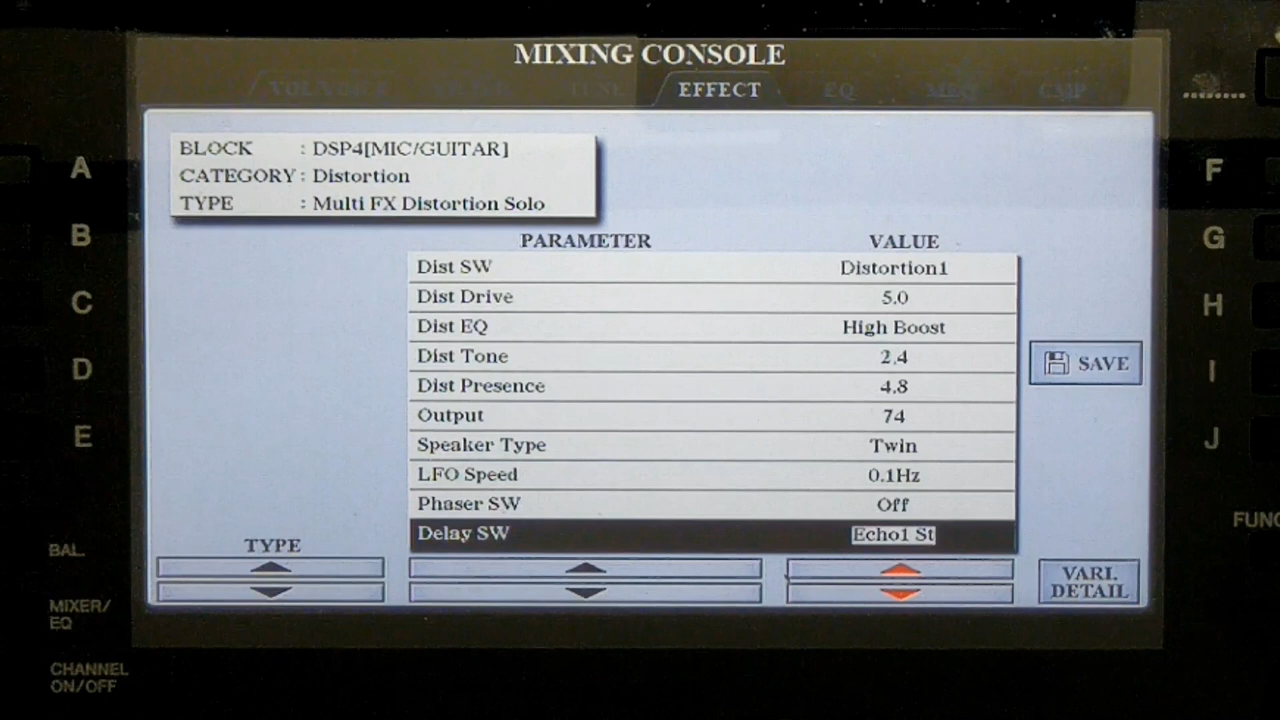 MIXING CONSOLE
TUNE EFFECT EQ MEQ CMP
BLOCK : DSP4[MIC/GUITAR]
CATEGORY : Distortion
TYPE : Multi FX Distortion Solo
PARAMETER VALUE
Dist SW Distortion1
Dist Drive 5.0
Dist EQ High Boost
Dist Tone 2.4
Dist Presence 4.8
Output 74
Speaker Type Twin
LFO Speed 0.1Hz
Phaser SW Off
Delay SW Echo1 St
SAVE
TYPE
VARI.
DETAIL
A
B
C
D
E
F
G
H
I
J
BAL.
MIXER/
EQ
CHANNEL
ON/OFF
FUNC